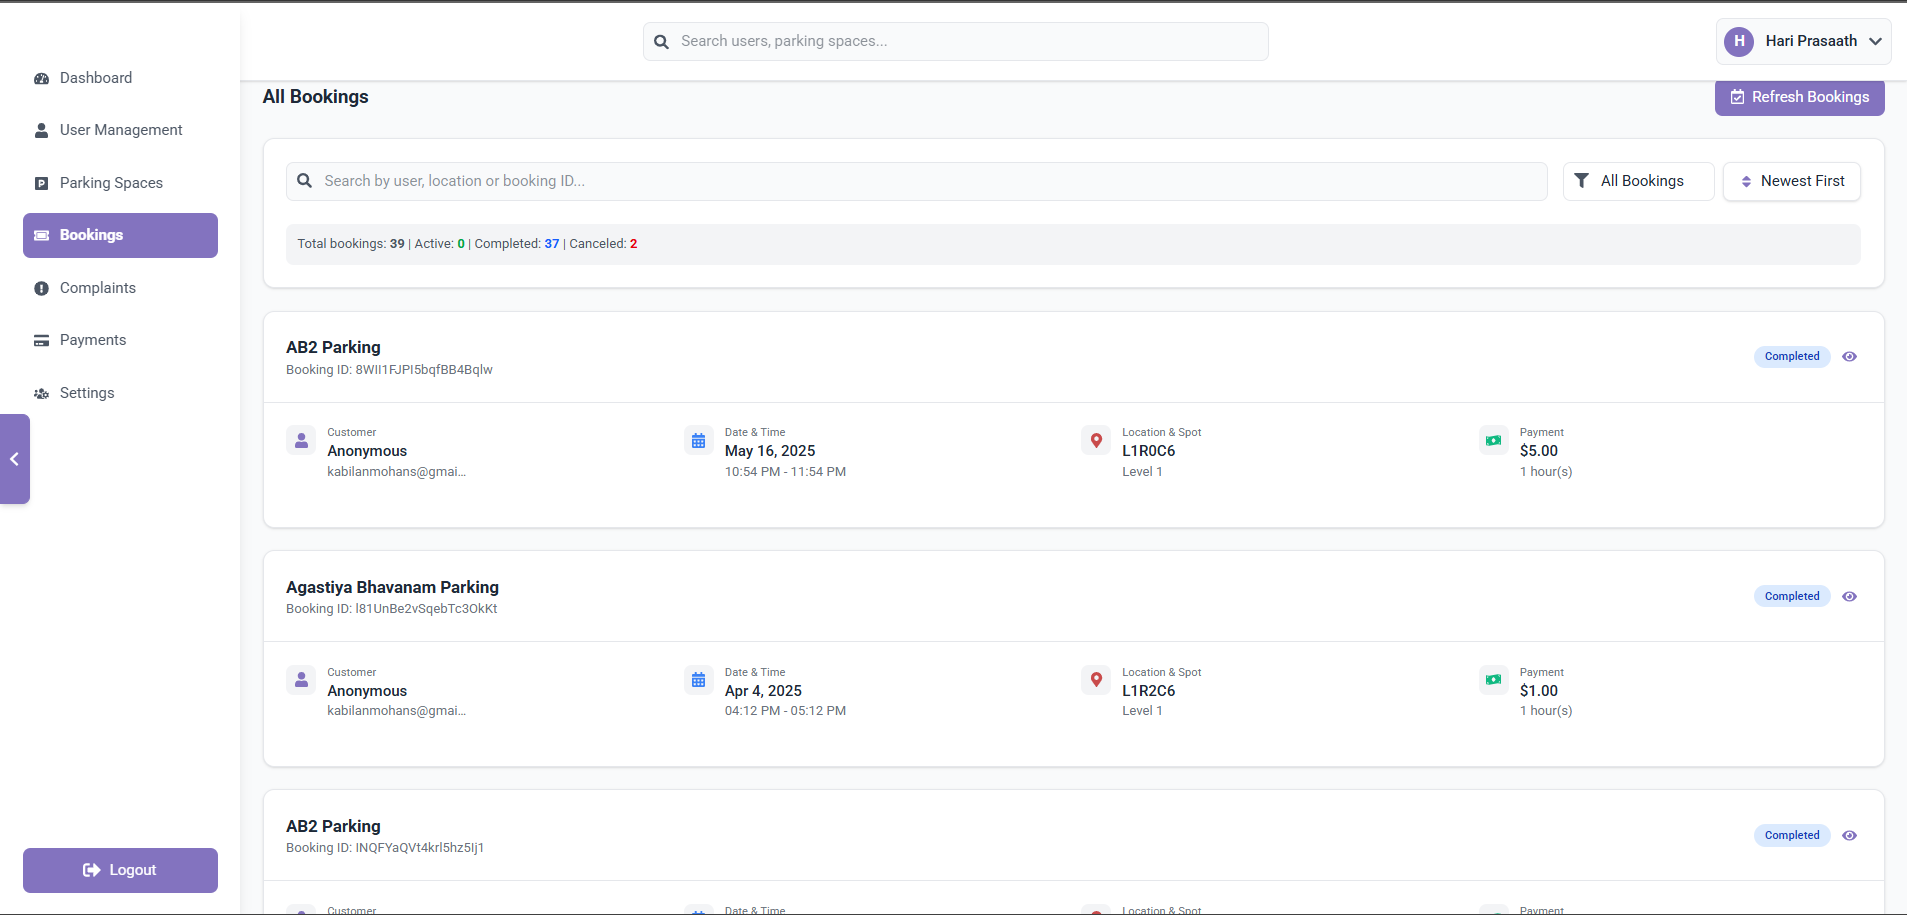 Search users, parking spaces...
H Hari Prasaath
Dashboard
User Management
Parking Spaces
Bookings
Complaints
Payments
Settings
Logout
All Bookings
Refresh Bookings
Search by user, location or booking ID...
All Bookings
Newest First
Total bookings: 39 | Active: 0 | Completed: 37 | Canceled: 2
AB2 Parking
Booking ID: 8WII1FJPI5bqfBB4Bqlw
Completed
Customer
Anonymous
kabilanmohans@gmai...
Date & Time
May 16, 2025
10:54 PM - 11:54 PM
Location & Spot
L1R0C6
Level 1
Payment
$5.00
1 hour(s)
Agastiya Bhavanam Parking
Booking ID: l81UnBe2vSqebTc3OkKt
Completed
Customer
Anonymous
kabilanmohans@gmai...
Date & Time
Apr 4, 2025
04:12 PM - 05:12 PM
Location & Spot
L1R2C6
Level 1
Payment
$1.00
1 hour(s)
AB2 Parking
Booking ID: INQFYaQVt4krl5hz5Ij1
Completed
Customer
Date & Time
Location & Spot
Payment